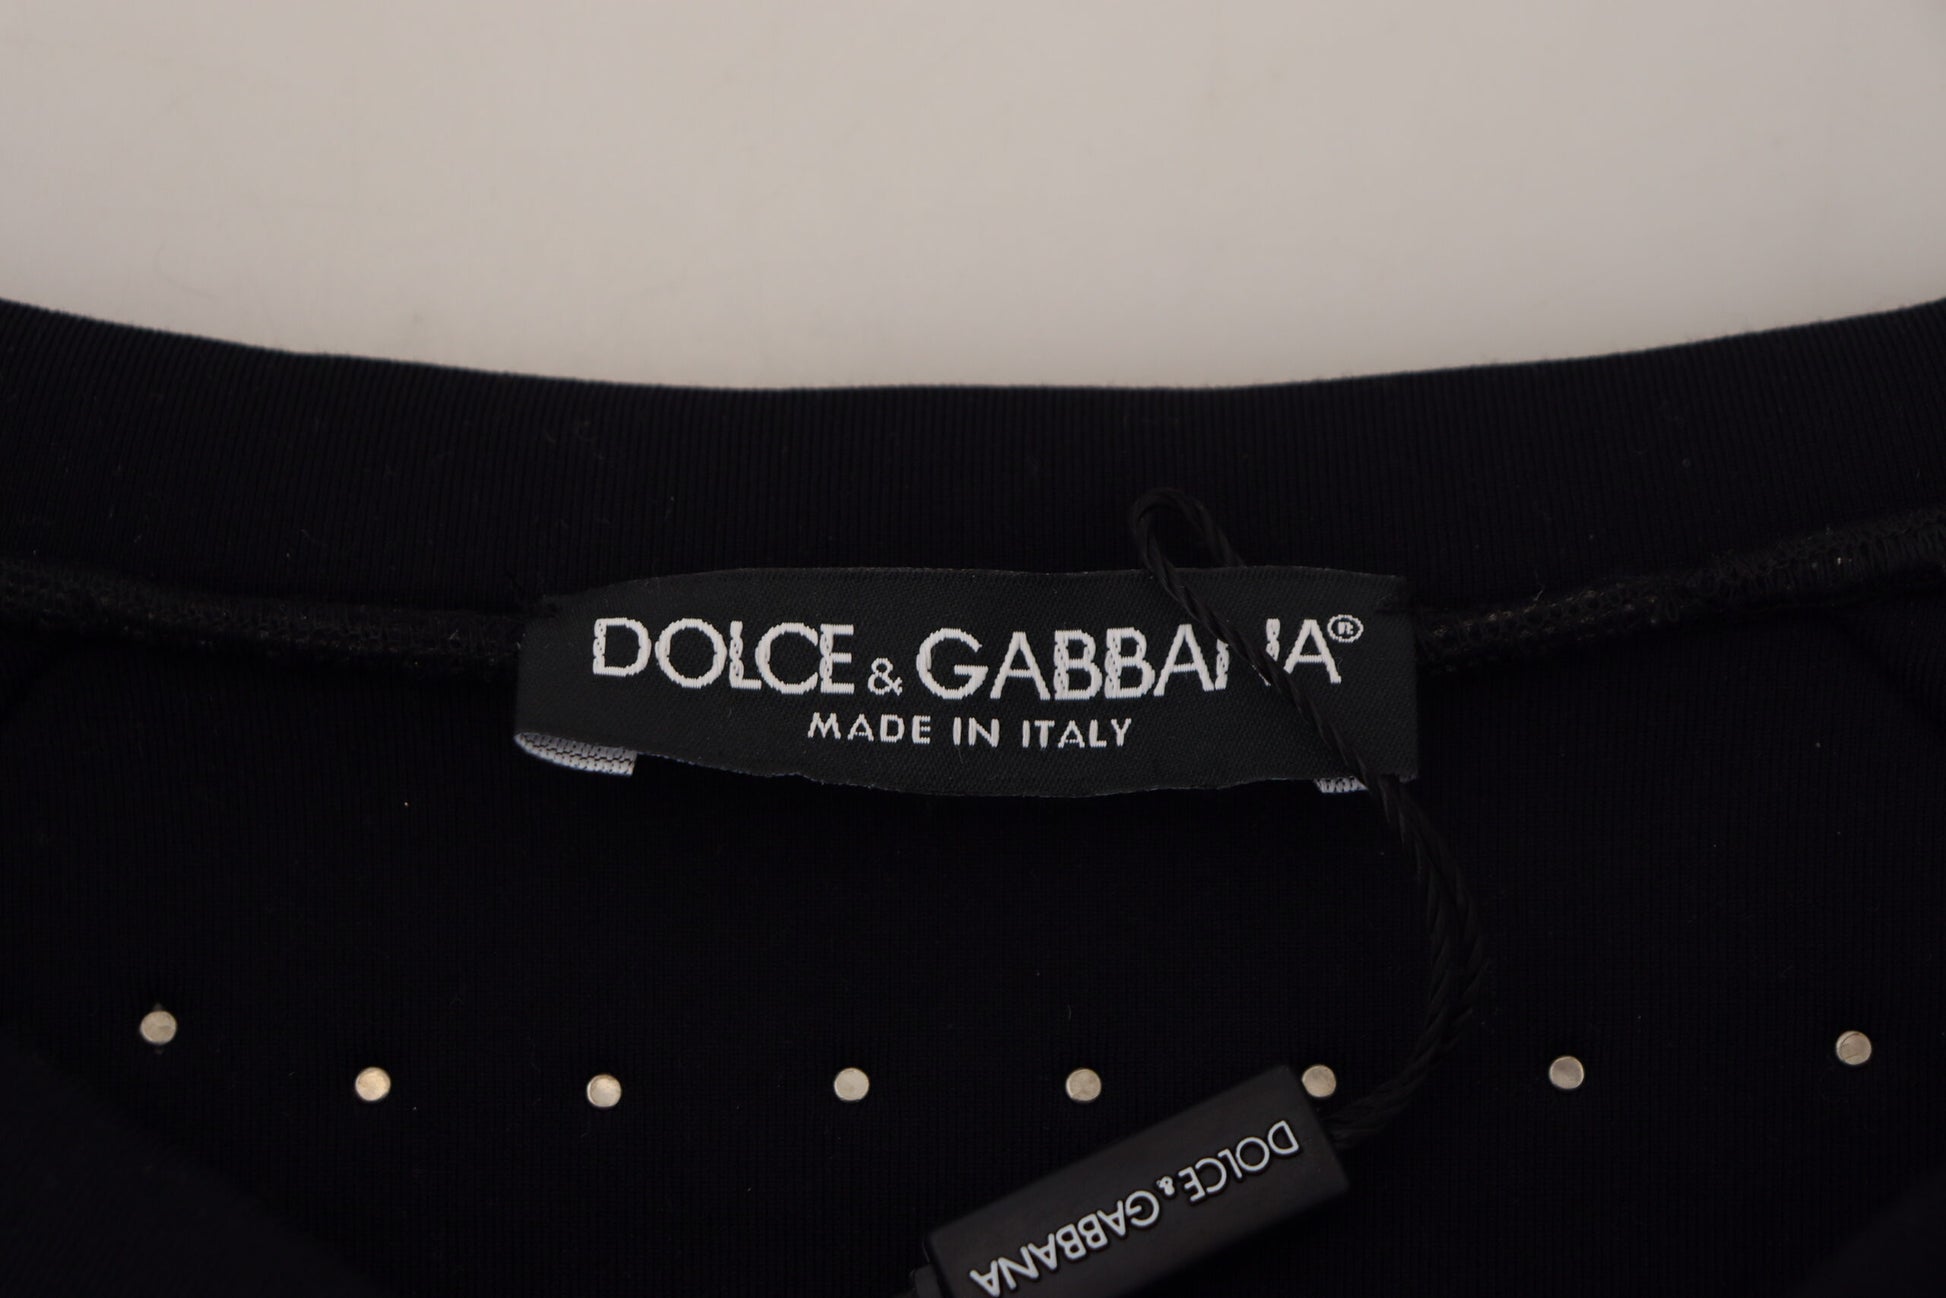 DOLCE & GABBANA®
MADE IN ITALY
DOLCE & GABBANA